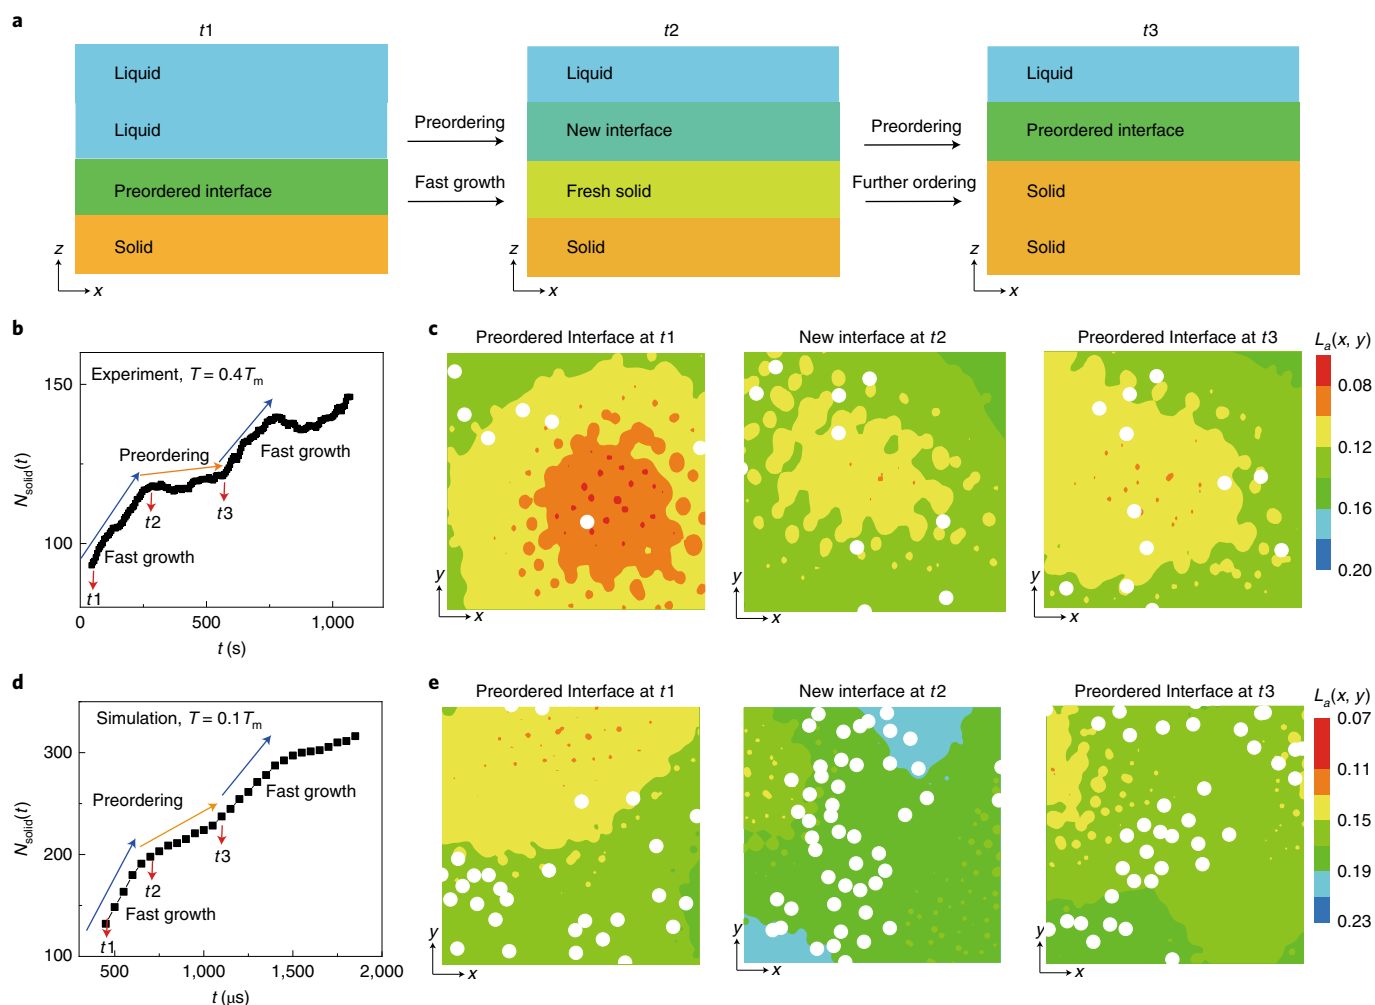 a
t1
t2
t3
Liquid
Liquid
Preordered interface
Solid
Preordering
Fast growth
Liquid
New interface
Fresh solid
Solid
Preordering
Further ordering
Liquid
Preordered interface
Solid
Solid
z
x
z
x
z
x
b
Experiment, T = 0.4Tm
Preordering
Fast growth
Fast growth
t1
t2
t3
150
100
0
500
1,000
Nsolid(t)
t (s)
c
Preordered Interface at t1
New interface at t2
Preordered Interface at t3
La(x, y)
0.08
0.12
0.16
0.20
y
x
y
x
y
x
d
Simulation, T = 0.1Tm
Preordering
Fast growth
Fast growth
t1
t2
t3
300
200
100
500
1,000
1,500
2,000
Nsolid(t)
t (μs)
e
Preordered Interface at t1
New interface at t2
Preordered Interface at t3
La(x, y)
0.07
0.11
0.15
0.19
0.23
y
x
y
x
y
x